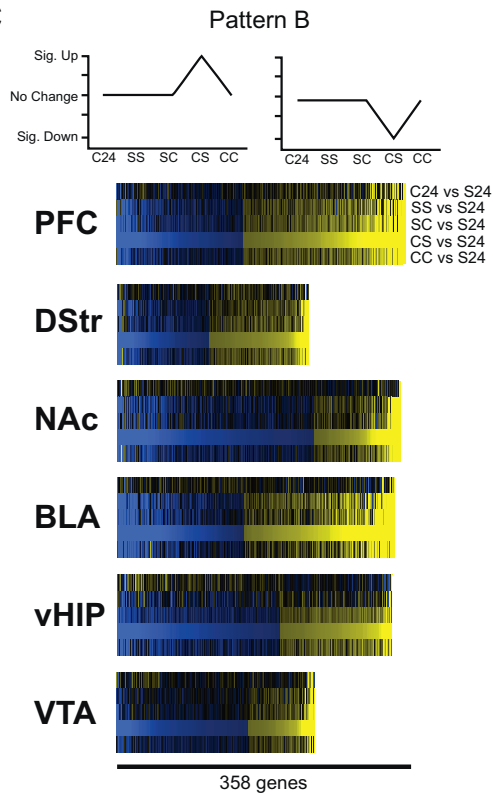 Pattern B
Sig. Up
No Change
Sig. Down
C24 SS SC CS CC
C24 SS SC CS CC
PFC
C24 vs S24
SS vs S24
SC vs S24
CS vs S24
CC vs S24
DStr
NAc
BLA
vHIP
VTA
358 genes